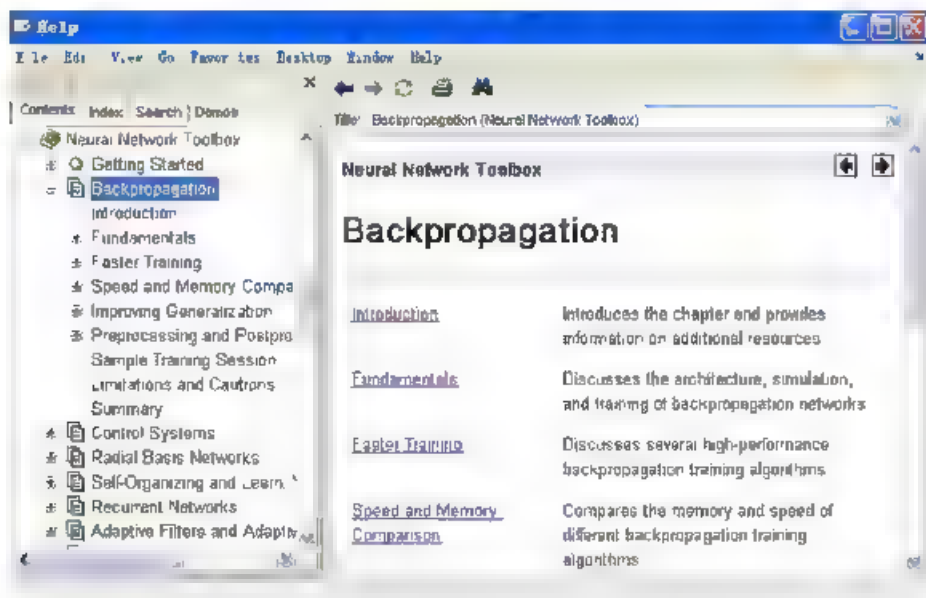 Help
File Edit View Go Favorites Desktop Window Help
Contents Index Search Demos
Title: Backpropagation (Neural Network Toolbox)
Neural Network Toolbox
Getting Started
Backpropagation
Introduction
Fundamentals
Faster Training
Speed and Memory Compa
Improving Generalization
Preprocessing and Postpro
Sample Training Session
Limitations and Cautions
Summary
Control Systems
Radial Basis Networks
Self-Organizing and Learn
Recurrent Networks
Adaptive Filters and Adaptiv
Neural Network Toolbox
Backpropagation
Introduction
Introduces the chapter and provides
information on additional resources
Fundamentals
Discusses the architecture, simulation,
and training of backpropagation networks
Faster Training
Discusses several high-performance
backpropagation training algorithms
Speed and Memory
Comparison
Compares the memory and speed of
different backpropagation training
algorithms